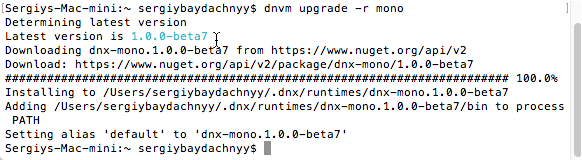 Sergiys-Mac-mini:~ sergiybaydachnyy$ dnvm upgrade -r mono
Determining latest version
Latest version is 1.0.0-beta7
Downloading dnx-mono.1.0.0-beta7 from https://www.nuget.org/api/v2
Download: https://www.nuget.org/api/v2/package/dnx-mono/1.0.0-beta7
######################################################################## 100.0%
Installing to /Users/sergiybaydachnyy/.dnx/runtimes/dnx-mono.1.0.0-beta7
Adding /Users/sergiybaydachnyy/.dnx/runtimes/dnx-mono.1.0.0-beta7/bin to process
PATH
Setting alias 'default' to 'dnx-mono.1.0.0-beta7'
Sergiys-Mac-mini:~ sergiybaydachnyy$